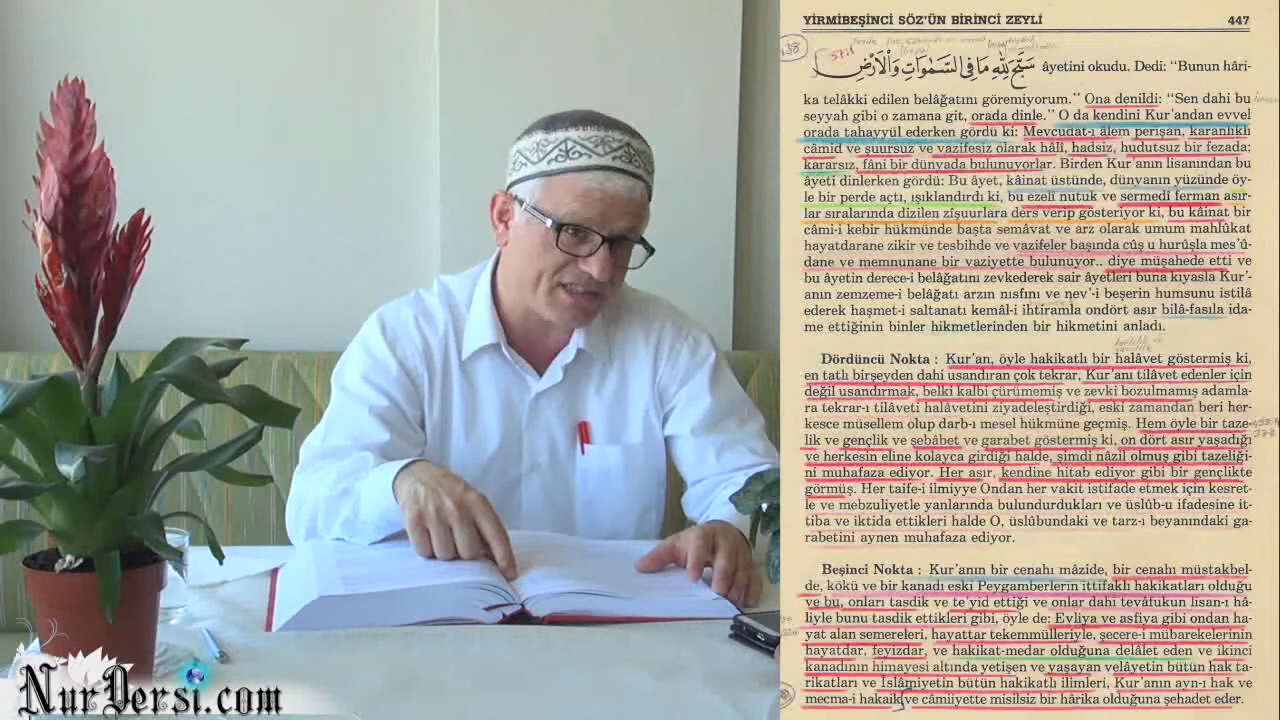 YİRMİBEŞİNCİ SÖZ'ÜN BİRİNCİ ZEYLİ 447
سَبَّحَ لِلّٰهِ مَا فِى السَّمٰوَاتِ وَالْاَرْضِ âyetini okudu. Dedi: "Bunun hâri-
ka telâkki edilen belâğatını göremiyorum." Ona denildi: "Sen dahi bu
seyyah gibi o zamana git, orada dinle." O da kendini Kur'andan evvel
orada tahayyül ederken gördü ki: Mevcudat-ı âlem perişan, karanlıklı
câmid ve şuursuz ve vazifesiz olarak hâlî, hadsiz, hudutsuz bir fezada:
kararsız, fâni bir dünyada bulunuyorlar. Birden Kur'anın lisanından bu
âyeti dinlerken gördü: Bu âyet, kâinat üstünde, dünyanın yüzünde öy-
le bir perde açtı, ışıklandırdı ki, bu ezelî nutuk ve sermedî ferman asır-
lar sıralarında dizilen zîşuurlara ders verip gösteriyor ki, bu kâinat bir
câmi-i kebir hükmünde başta semâvat ve arz olarak umum mahlûkat
hayatdarane zikir ve tesbihde ve vazifeler başında cûş u hurûşla mes'û-
dane ve memnunane bir vaziyette bulunuyor.. diye müşahede etti ve
bu âyetin derece-i belâğatını zevkederek sair âyetleri buna kıyasla Kur'-
anın zemzeme-i belâğatı arzın nısfını ve nev'-i beşerin humsunu istilâ
ederek haşmet-i saltanatı kemâl-i ihtiramla ondört asır bilâ-fasıla ida-
me ettiğinin binler hikmetlerinden bir hikmetini anladı.
Dördüncü Nokta : Kur'an, öyle hakikatlı bir halâvet göstermiş ki,
en tatlı birşeyden dahi usandıran çok tekrar, Kur'anı tilâvet edenler için
değil usandırmak, belki kalbi çürümemiş ve zevki bozulmamış adamla-
ra tekrar-ı tilâveti halâvetini ziyadeleştirdiği, eski zamandan beri her-
kesce müsellem olup darb-ı mesel hükmüne geçmiş. Hem öyle bir taze-
lik ve gençlik ve şebâbet ve garabet göstermiş ki, on dört asır yaşadığı
ve herkesin eline kolayca girdiği halde, şimdi nâzil olmuş gibi tazeliği-
ni muhafaza ediyor. Her asır, kendine hitab ediyor gibi bir gençlikte
görmüş. Her taife-i ilmiyye Ondan her vakit istifade etmek için kesret-
le ve mebzuliyetle yanlarında bulundurdukları ve üslûb-u ifadesine it-
tiba ve iktida ettikleri halde O, üslûbundaki ve tarz-ı beyanındaki ga-
rabetini aynen muhafaza ediyor.
Beşinci Nokta : Kur'anın bir cenahı mâzide, bir cenahı müstakbel-
de, kökü ve bir kanadı eski Peygamberlerin ittifaklı hakikatları olduğu
ve bu, onları tasdik ve te'yid ettiği ve onlar dahi tevâfukun lisan-ı hâ-
liyle bunu tasdik ettikleri gibi, öyle de: Evliya ve asfiya gibi ondan ha-
yat alan semereleri, hayattar tekemmülleriyle, şecere-i mübarekelerinin
hayatdar, feyizdar, ve hakikat-medar olduğuna delâlet eden ve ikinci
kanadının himayesi altında yetişen ve yaşayan velâyetin bütün hak ta-
rikatları ve İslâmiyetin bütün hakikatlı ilimleri, Kur'anın ayn-ı hak ve
mecma-i hakaik ve câmiiyette misilsiz bir hârika olduğuna şehadet eder.
NurDersi.com